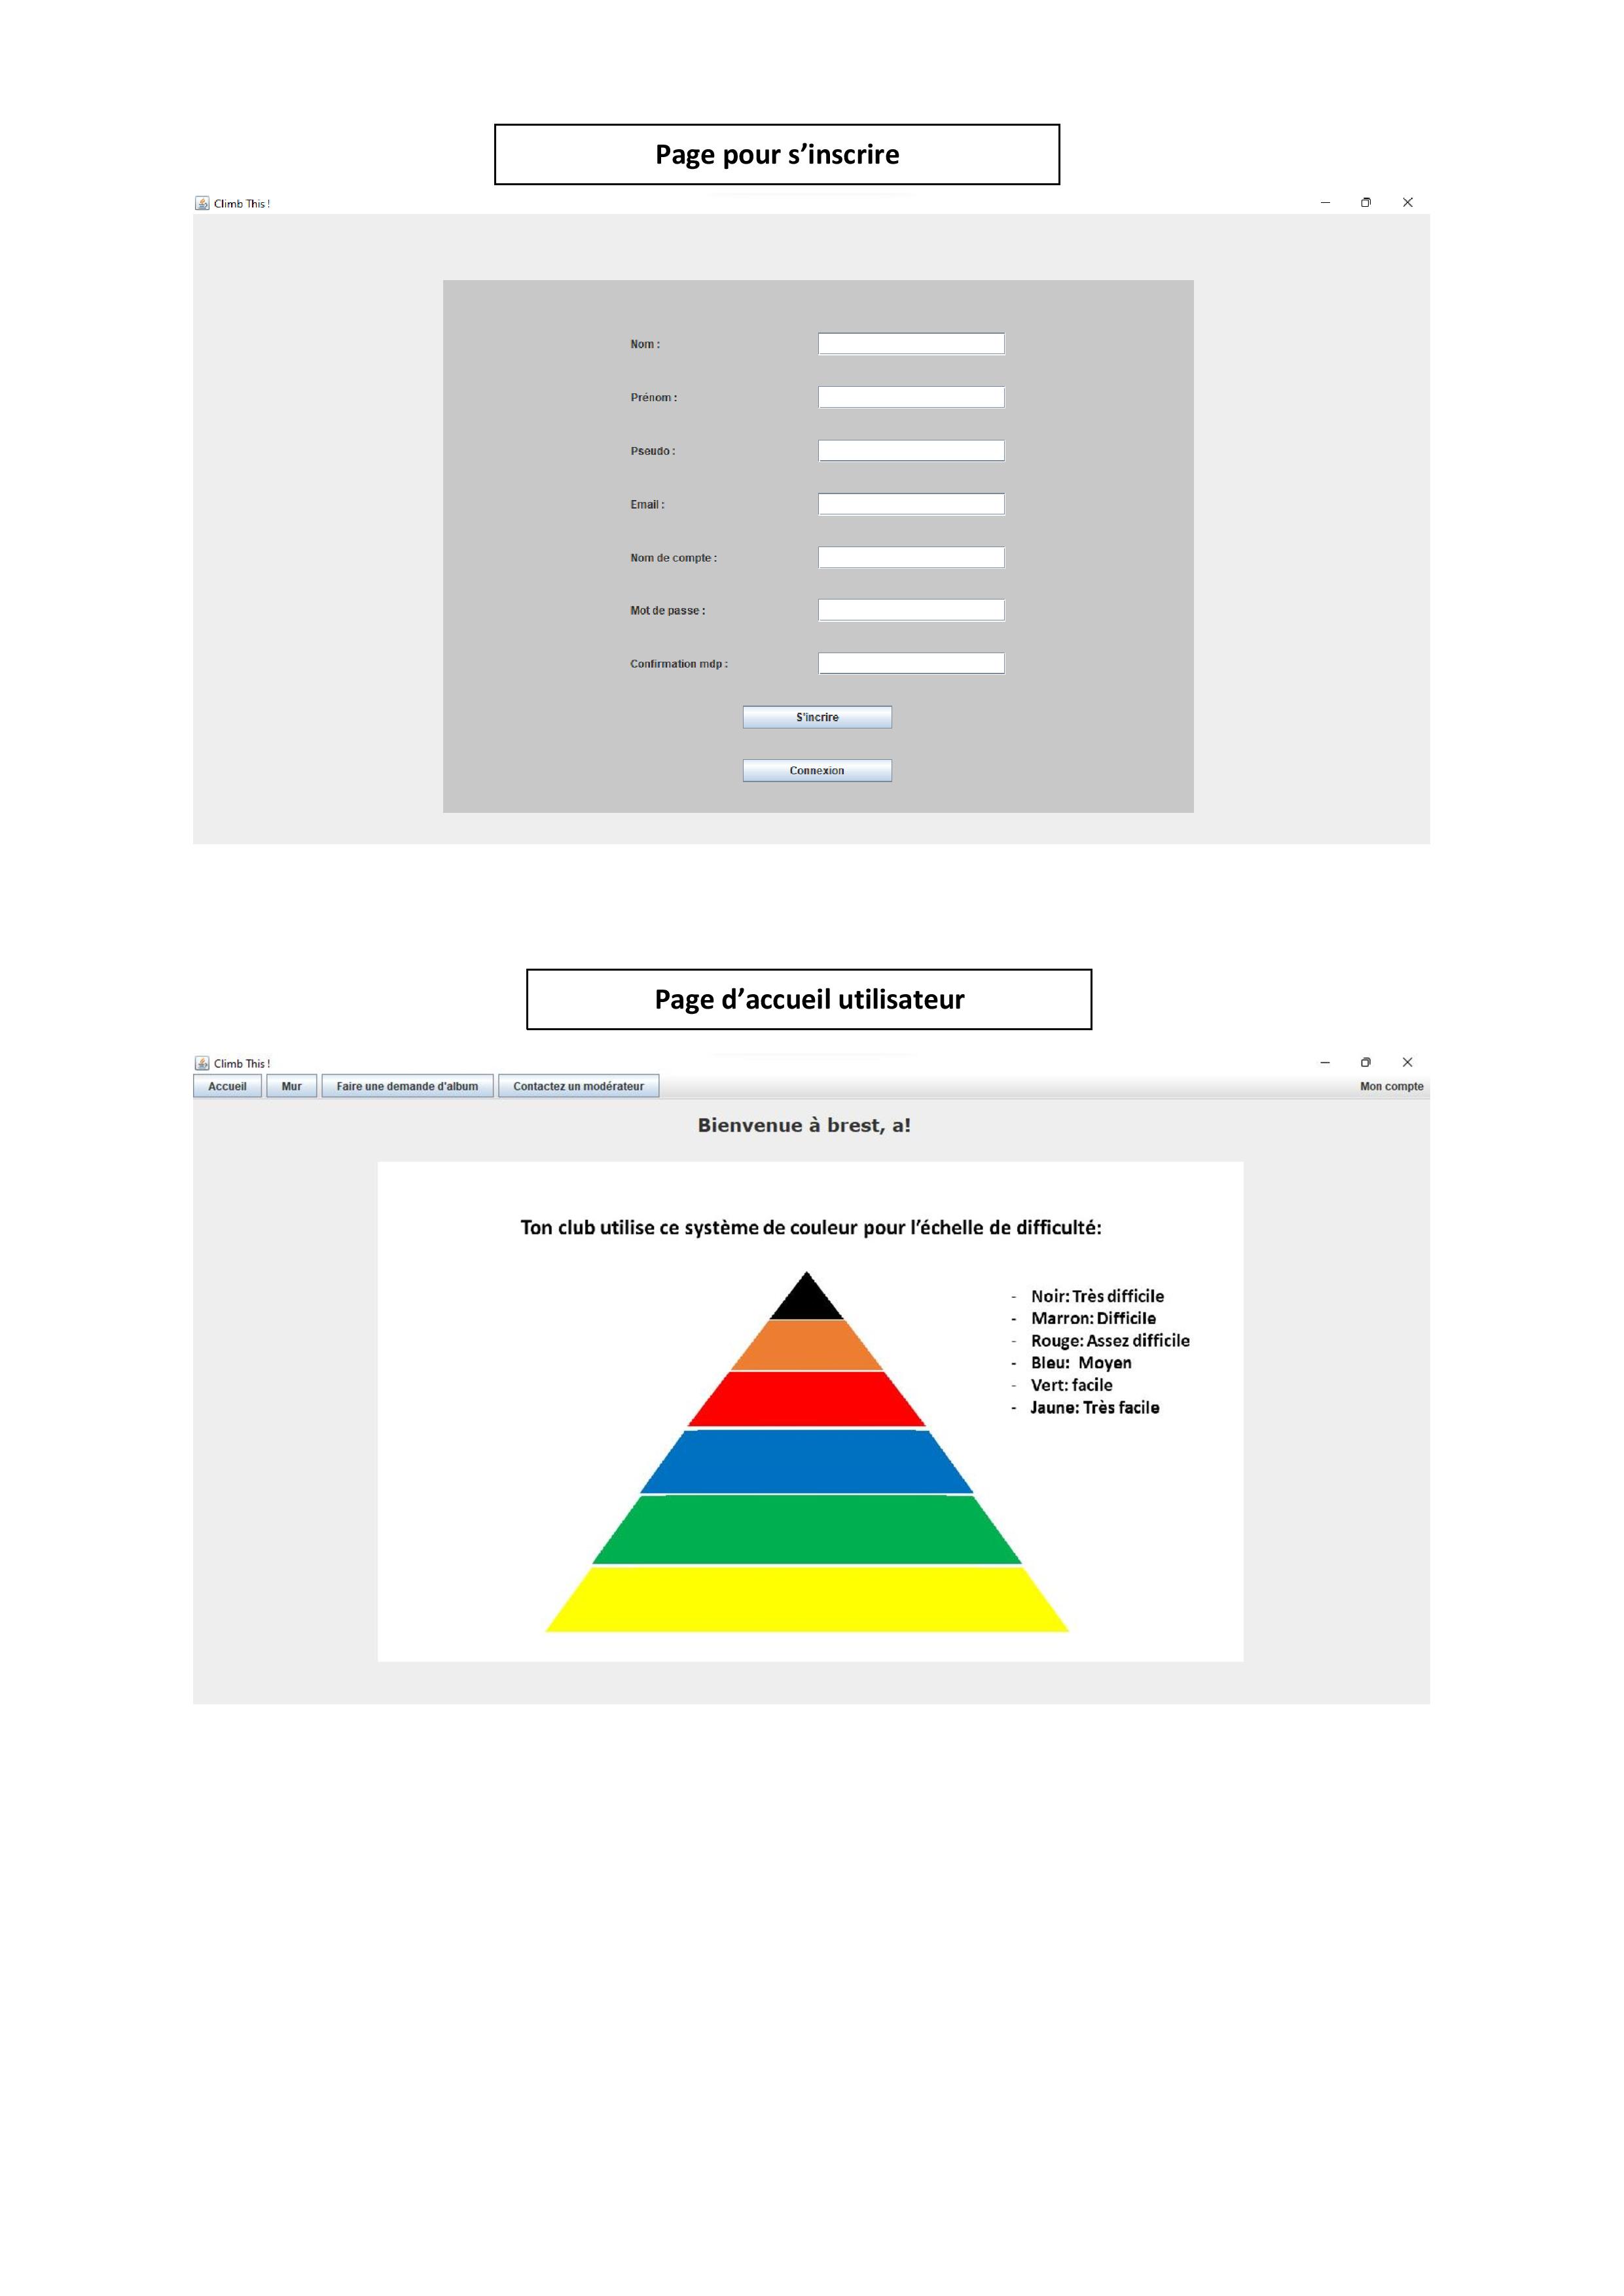 Page pour s’inscrire
Climb This !
Nom :
Prénom :
Pseudo :
Email :
Nom de compte :
Mot de passe :
Confirmation mdp :
S'incrire
Connexion
Page d’accueil utilisateur
Climb This !
Accueil Mur Faire une demande d'album Contactez un modérateur Mon compte
Bienvenue à brest, a!
Ton club utilise ce système de couleur pour l’échelle de difficulté:
- Noir: Très difficile
- Marron: Difficile
- Rouge: Assez difficile
- Bleu: Moyen
- Vert: facile
- Jaune: Très facile